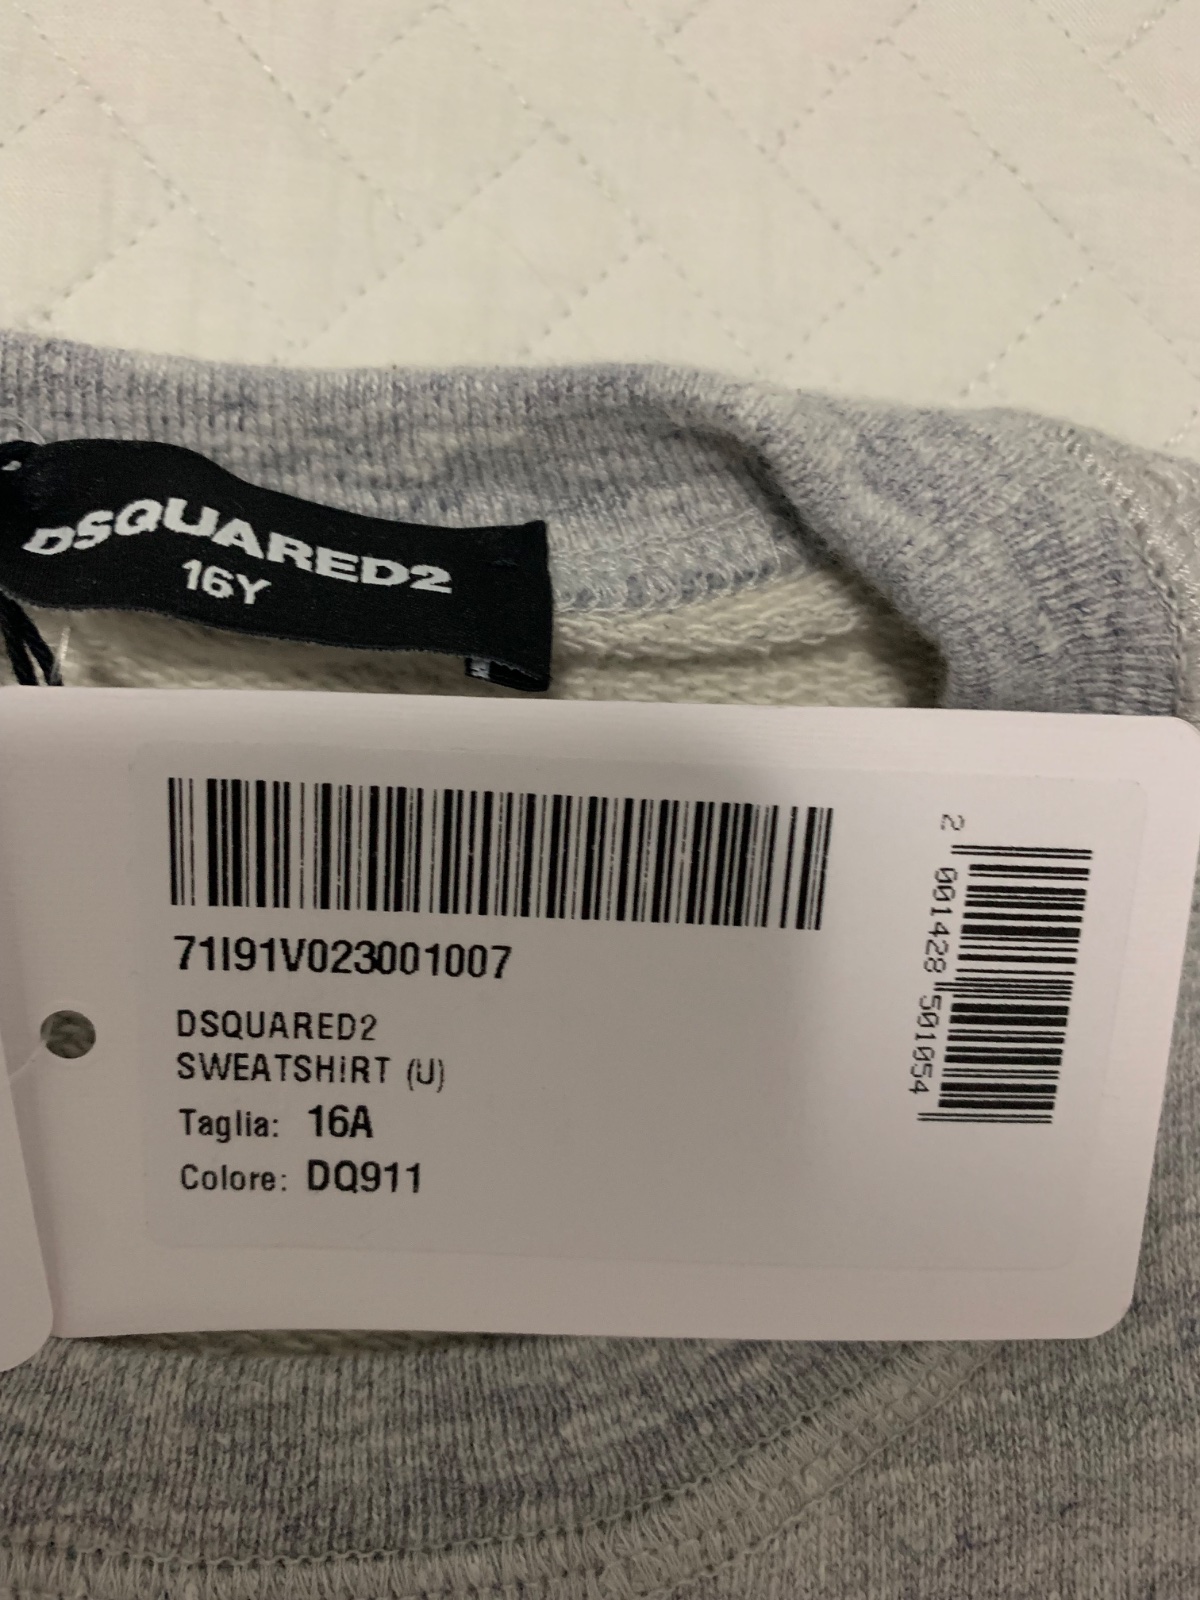 DSQUARED2
16Y
71I91V023001007
DSQUARED2
SWEATSHiRT (U)
Taglia: 16A
Colore: DQ911
2 001428 501054